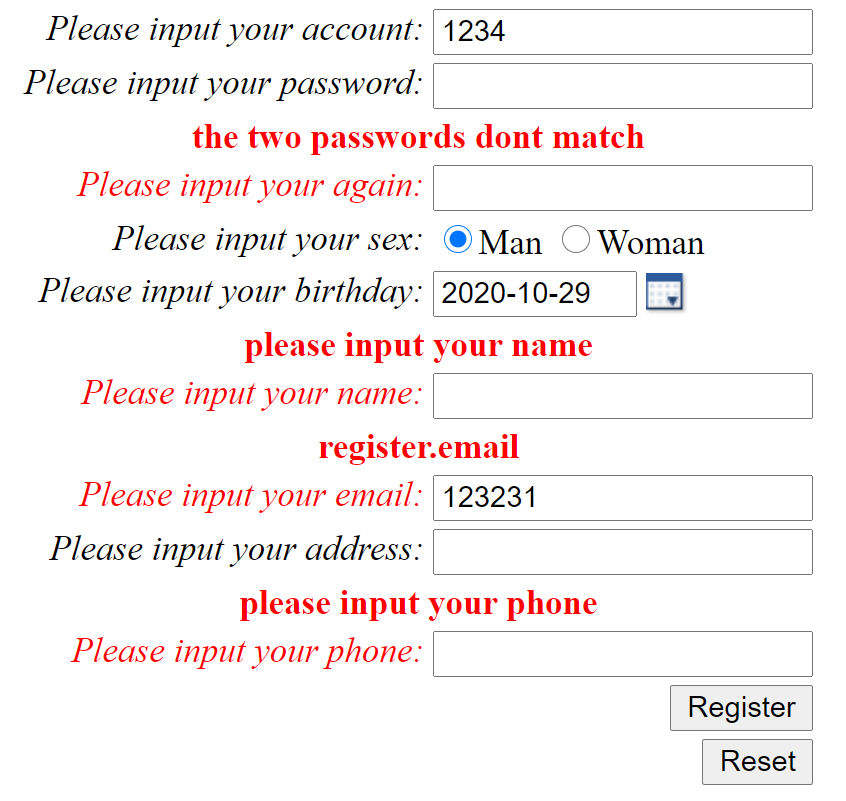 Please input your account: 1234
Please input your password:
the two passwords dont match
Please input your again:
Please input your sex: Man Woman
Please input your birthday: 2020-10-29
please input your name
Please input your name:
register.email
Please input your email: 123231
Please input your address:
please input your phone
Please input your phone:
Register
Reset